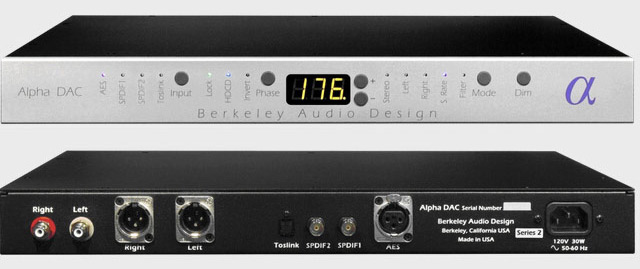 Alpha DAC
AES
SPDIF1
SPDIF2
Toslink
Input
Lock
HDCD
Invert
Phase
176.
+
-
Stereo
Left
Right
S. Rate
Filter
Mode
Dim
α
Berkeley Audio Design
Right
Left
Right
Left
Toslink
SPDIF2
SPDIF1
AES
Alpha DAC Serial Number
Berkeley Audio Design
Berkeley, California USA
Made in USA
Series 2
120V 30W
50-60 Hz